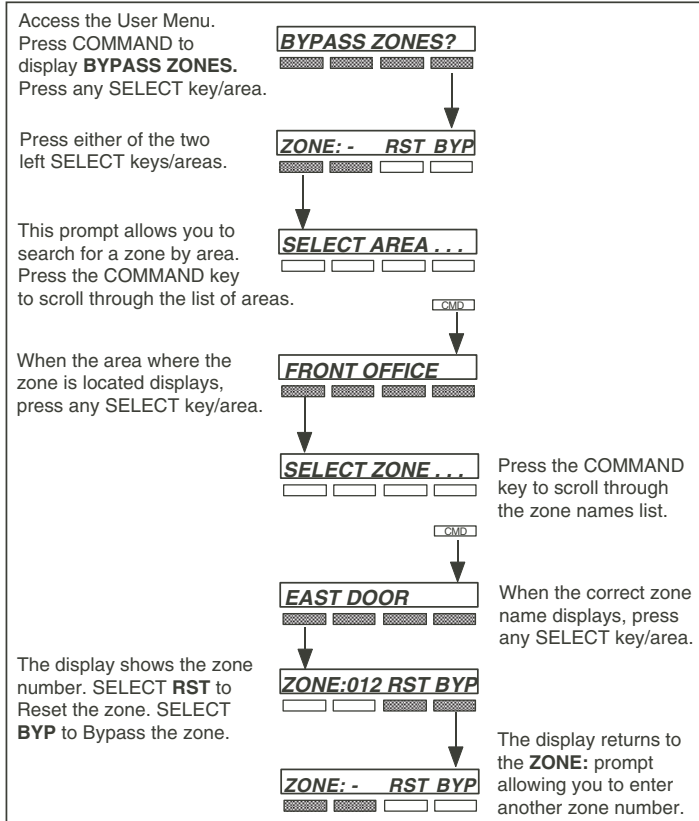 Access the User Menu.
Press COMMAND to
display BYPASS ZONES.
Press any SELECT key/area.
BYPASS ZONES?
Press either of the two
left SELECT keys/areas.
ZONE: - RST BYP
This prompt allows you to
search for a zone by area.
Press the COMMAND key
to scroll through the list of areas.
SELECT AREA . . .
CMD
When the area where the
zone is located displays,
press any SELECT key/area.
FRONT OFFICE
SELECT ZONE . . .
Press the COMMAND
key to scroll through
the zone names list.
CMD
EAST DOOR
When the correct zone
name displays, press
any SELECT key/area.
The display shows the zone
number. SELECT RST to
Reset the zone. SELECT
BYP to Bypass the zone.
ZONE:012 RST BYP
The display returns to
the ZONE: prompt
allowing you to enter
another zone number.
ZONE: - RST BYP